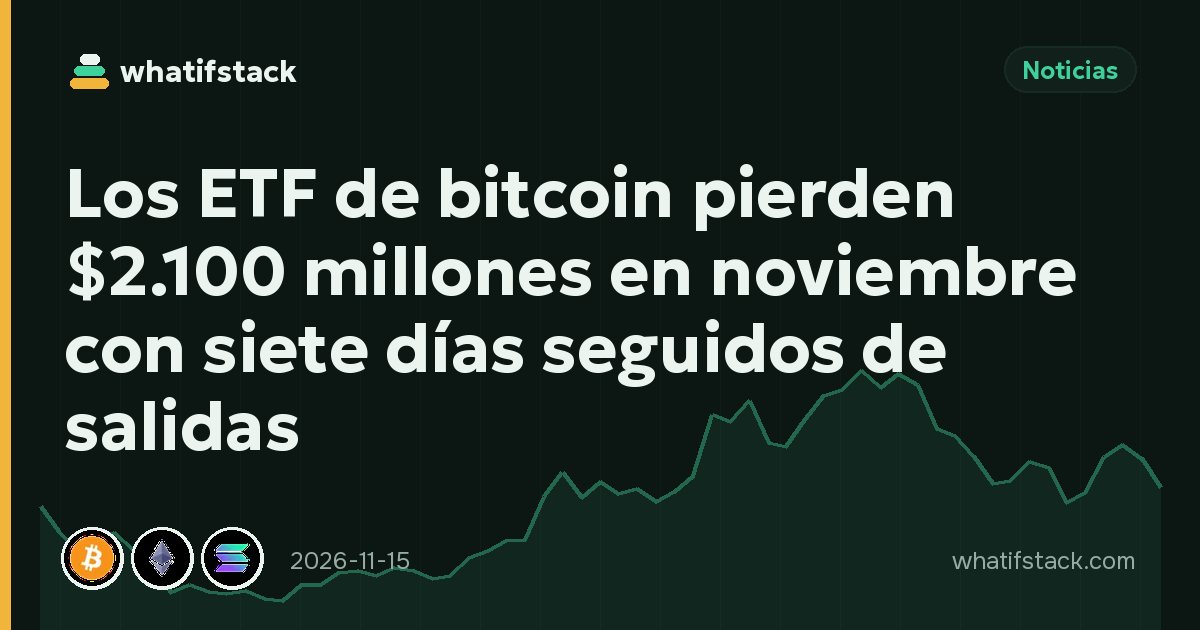 whatifstack
Noticias
Los ETF de bitcoin pierden
$2.100 millones en noviembre
con siete días seguidos de
salidas
2026-11-15
whatifstack.com